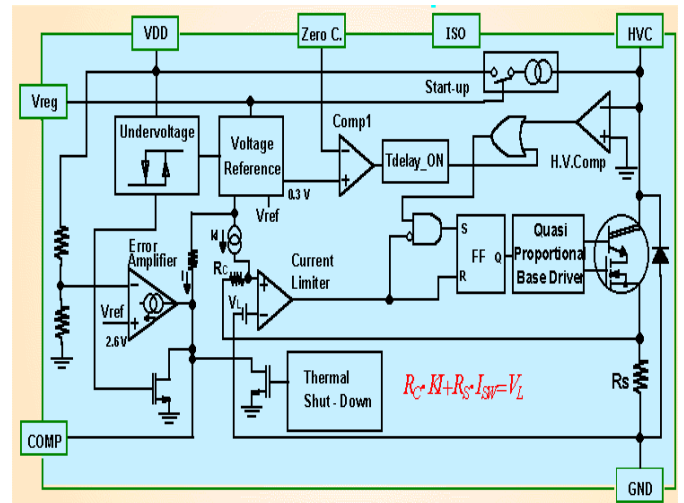 VDD
Zero C.
ISO
HVC
Vreg
Start-up
Undervoltage
Voltage
Reference
Comp1
Tdelay_ON
H.V.Comp
0.3 V
Vref
Error
Amplifier
I
KI
RC
Current
Limiter
VL
S
FF
Q
R
Quasi
Proportional
Base Driver
Vref
2.6V
Thermal
Shut - Down
RC·KI+RS·ISW=VL
Rs
COMP
GND